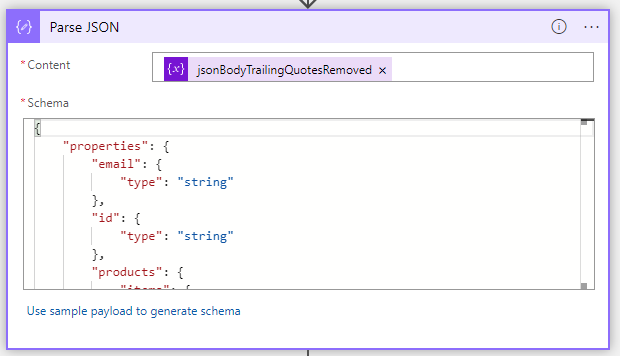 Parse JSON
* Content
{x} jsonBodyTrailingQuotesRemoved ×
* Schema
{
"properties": {
"email": {
"type": "string"
},
"id": {
"type": "string"
},
"products": {
"items": {
Use sample payload to generate schema